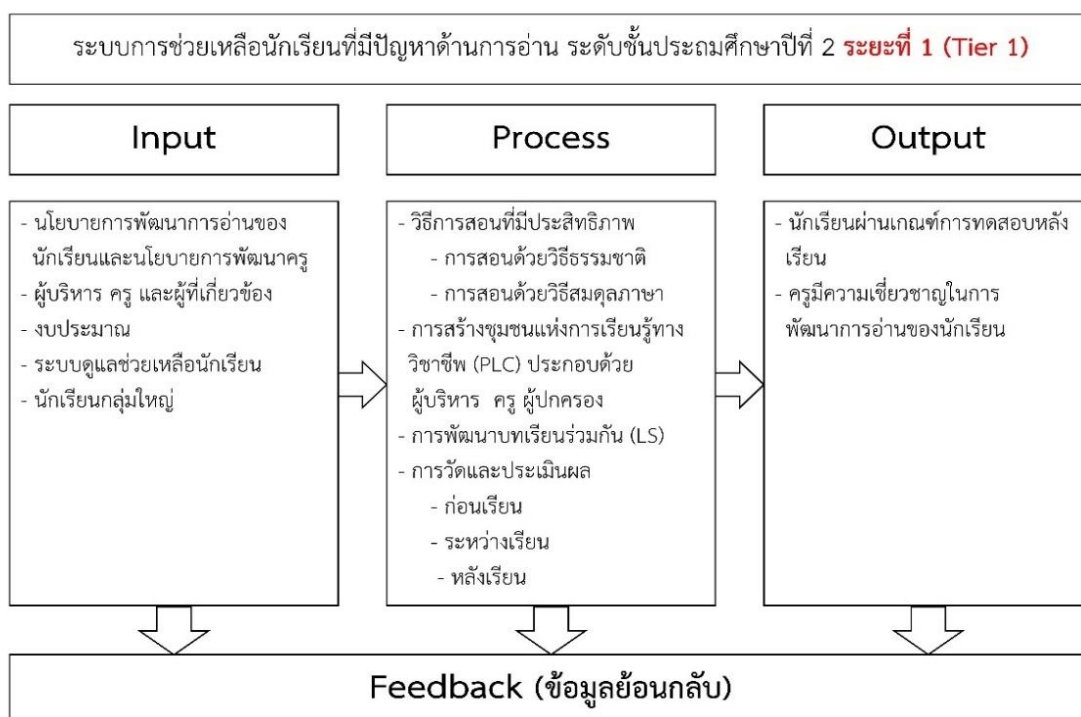 ระบบการช่วยเหลือนักเรียนที่มีปัญหาด้านการอ่าน ระดับชั้นประถมศึกษาปีที่ 2 ระยะที่ 1 (Tier 1)
Input
- นโยบายการพัฒนาการอ่านของ
นักเรียนและนโยบายการพัฒนาครู
- ผู้บริหาร ครู และผู้ที่เกี่ยวข้อง
- งบประมาณ
- ระบบดูแลช่วยเหลือนักเรียน
- นักเรียนกลุ่มใหญ่
Process
- วิธีการสอนที่มีประสิทธิภาพ
- การสอนด้วยวิธีธรรมชาติ
- การสอนด้วยวิธีสมดุลภาษา
- การสร้างชุมชนแห่งการเรียนรู้ทาง
วิชาชีพ (PLC) ประกอบด้วย
ผู้บริหาร ครู ผู้ปกครอง
- การพัฒนาบทเรียนร่วมกัน (LS)
- การวัดและประเมินผล
- ก่อนเรียน
- ระหว่างเรียน
- หลังเรียน
Output
- นักเรียนผ่านเกณฑ์การทดสอบหลัง
เรียน
- ครูมีความเชี่ยวชาญในการ
พัฒนาการอ่านของนักเรียน
Feedback (ข้อมูลย้อนกลับ)